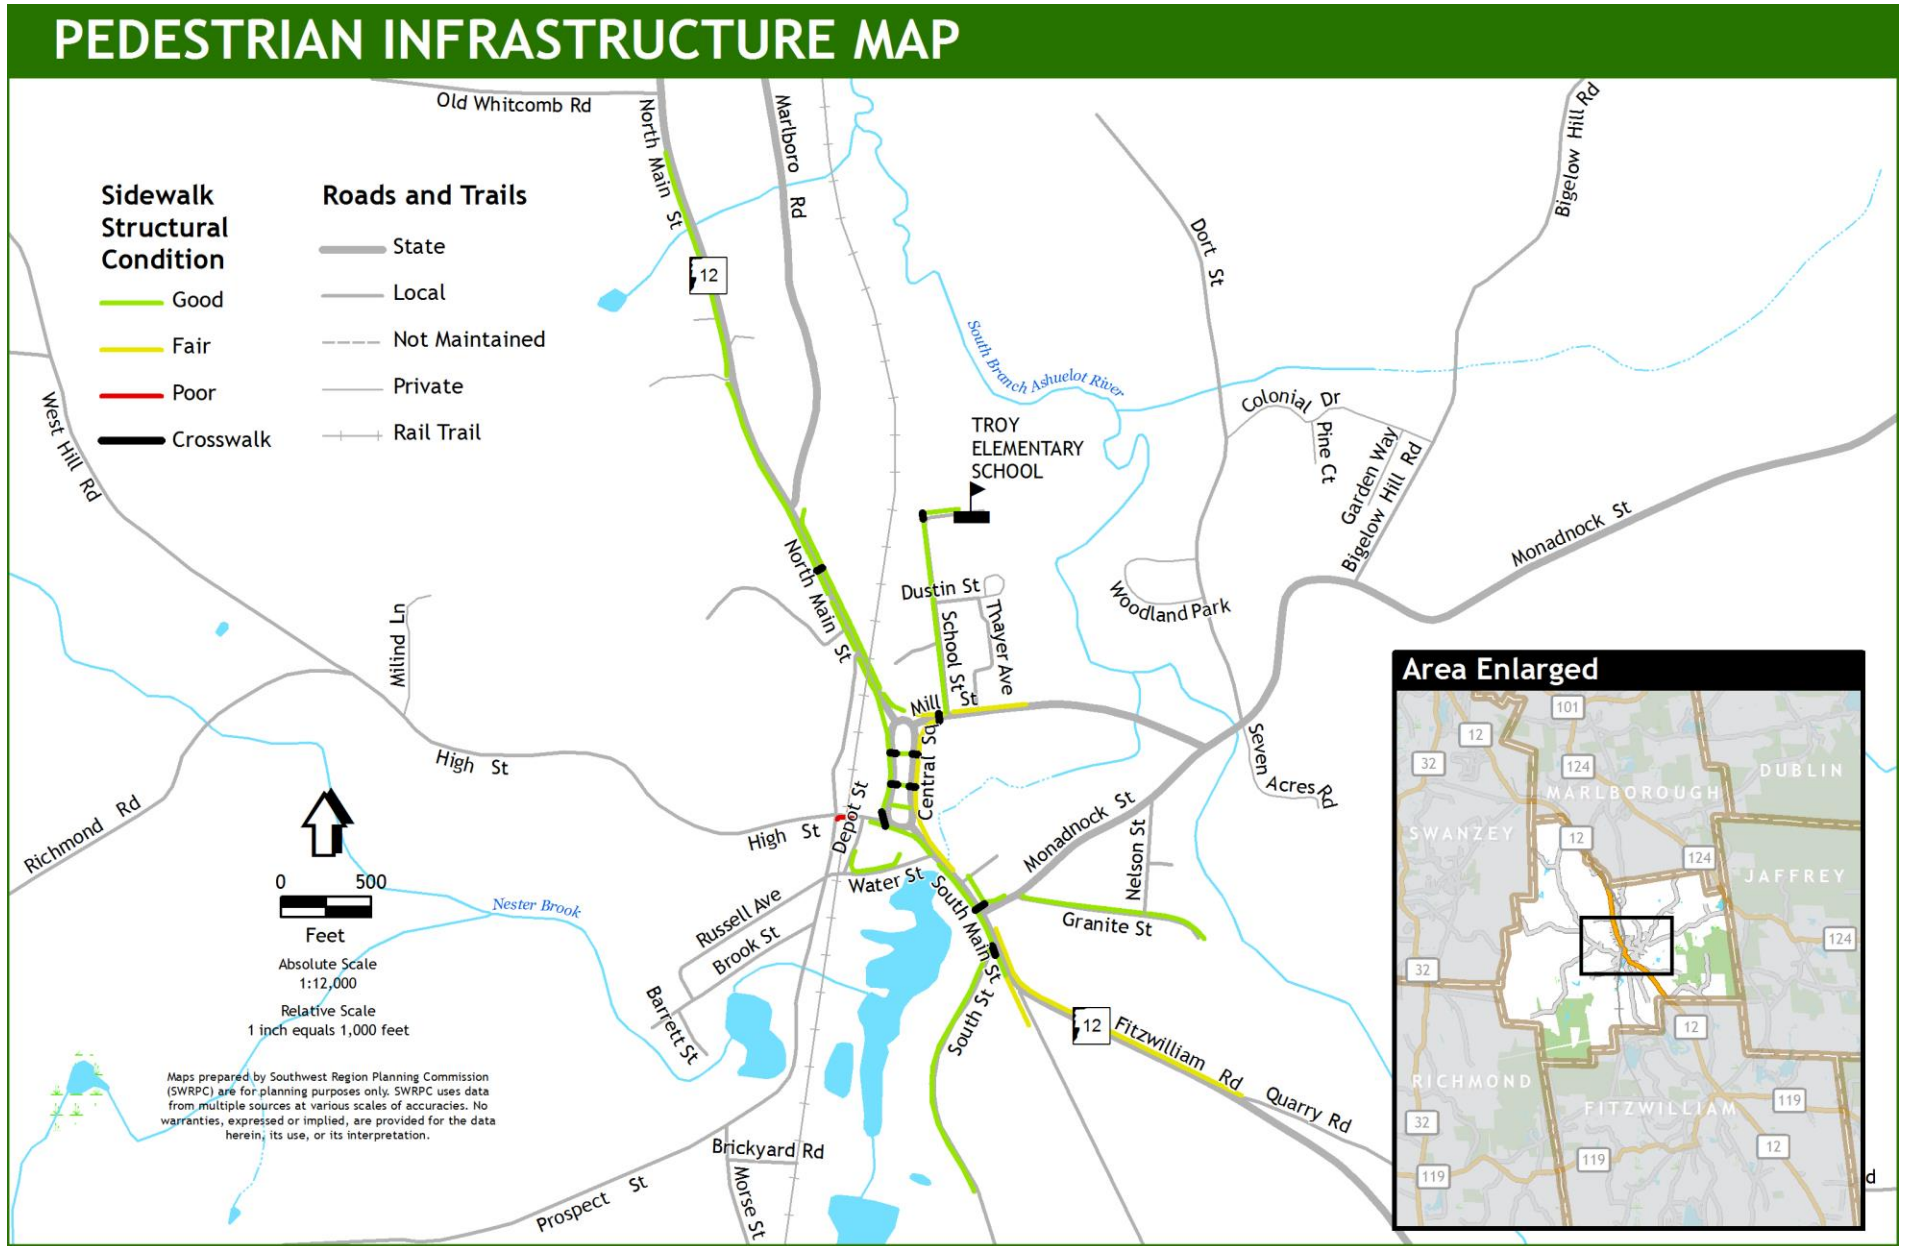 PEDESTRIAN INFRASTRUCTURE MAP
Old Whitcomb Rd
North Main St
Marlboro Rd
Bigelow Hill Rd
Sidewalk
Structural
Condition
Good
Fair
Poor
Crosswalk
Roads and Trails
State
Local
Not Maintained
Private
Rail Trail
12
Dort St
South Branch Ashuelot River
Colonial Dr
Pine Ct
Garden Way
Bigelow Hill Rd
West Hill Rd
TROY
ELEMENTARY
SCHOOL
Monadnock St
North Main St
Dustin St
School St
Thayer Ave
Woodland Park
Milind Ln
Mill St
Central Sq
High St
Seven Acres Rd
Richmond Rd
High St
Depot St
Monadnock St
Nelson St
Water St
South Main St
Granite St
Russell Ave
Brook St
Nester Brook
Barrett St
South St
12
Fitzwilliam Rd
Quarry Rd
Brickyard Rd
Morse St
Prospect St
0 500
Feet
Absolute Scale
1:12,000
Relative Scale
1 inch equals 1,000 feet
Maps prepared by Southwest Region Planning Commission
(SWRPC) are for planning purposes only. SWRPC uses data
from multiple sources at various scales of accuracies. No
warranties, expressed or implied, are provided for the data
herein, its use, or its interpretation.
Area Enlarged
101
12
32
124
DUBLIN
MARLBOROUGH
SWANZEY
12
124
JAFFREY
124
32
12
RICHMOND
FITZWILLIAM
119
32
12
119
119
d